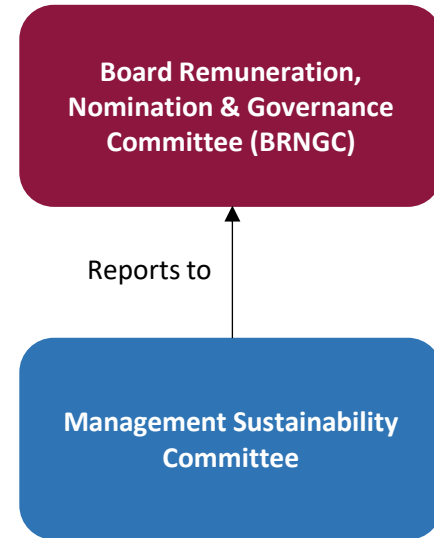 Board Remuneration,
Nomination & Governance
Committee (BRNGC)
Reports to
Management Sustainability
Committee